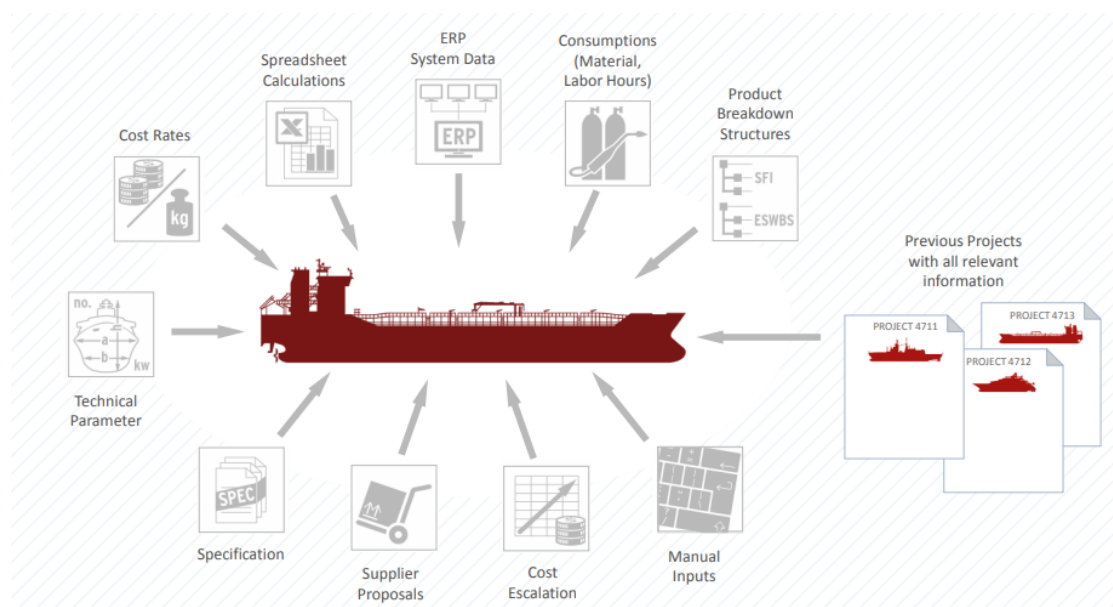 ERP
System Data
Consumptions
(Material,
Labor Hours)
Spreadsheet
Calculations
Product
Breakdown
Structures
Cost Rates
X
ERP
kg
SFI
ESWBS
Previous Projects
with all relevant
information
PROJECT 4711
PROJECT 4713
PROJECT 4712
no.
a
b
kw
Technical
Parameter
SPEC
Specification
Supplier
Proposals
Cost
Escalation
Manual
Inputs